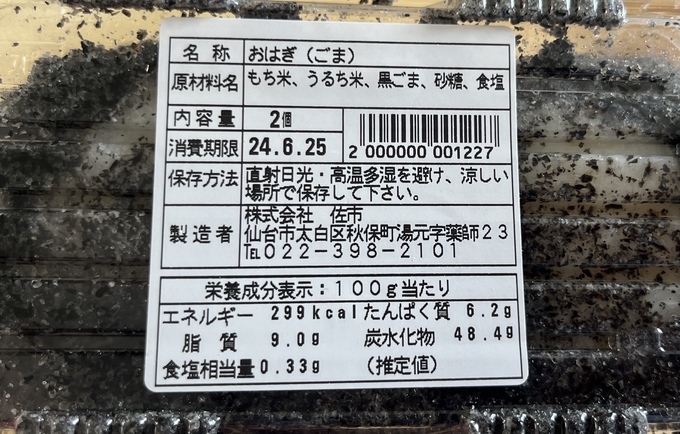 名称 おはぎ（ごま）
原材料名 もち米、うるち米、黒ごま、砂糖、食塩
内容量 2個
消費期限 24.6.25
2 000000 001227
保存方法 直射日光・高温多湿を避け、涼しい
場所で保存して下さい。
製造者 株式会社 佐市
仙台市太白区秋保町湯元字薬師23
℡022-398-2101
栄養成分表示：100g当たり
エネルギー 299kcal たんぱく質 6.2g
脂質 9.0g 炭水化物 48.4g
食塩相当量 0.33g （推定値）